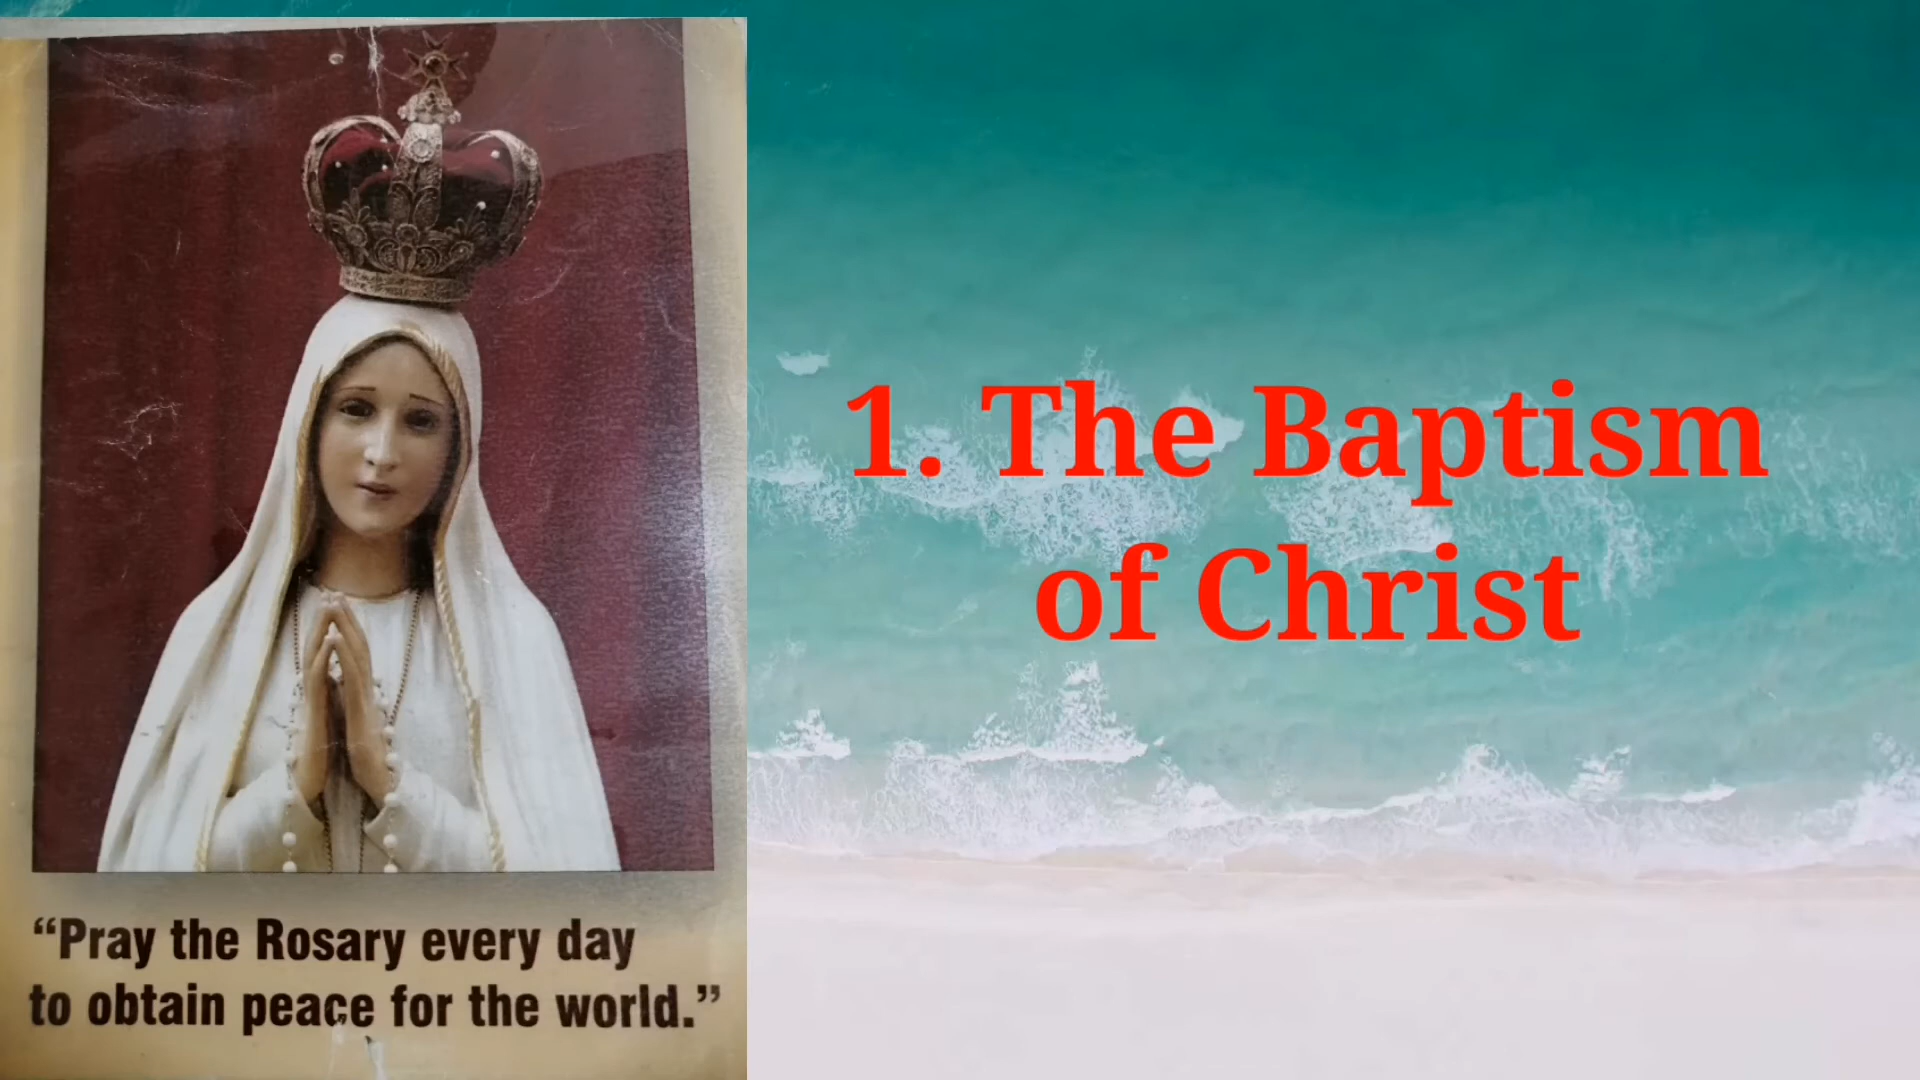 “Pray the Rosary every day
to obtain peace for the world.”
1. The Baptism
of Christ